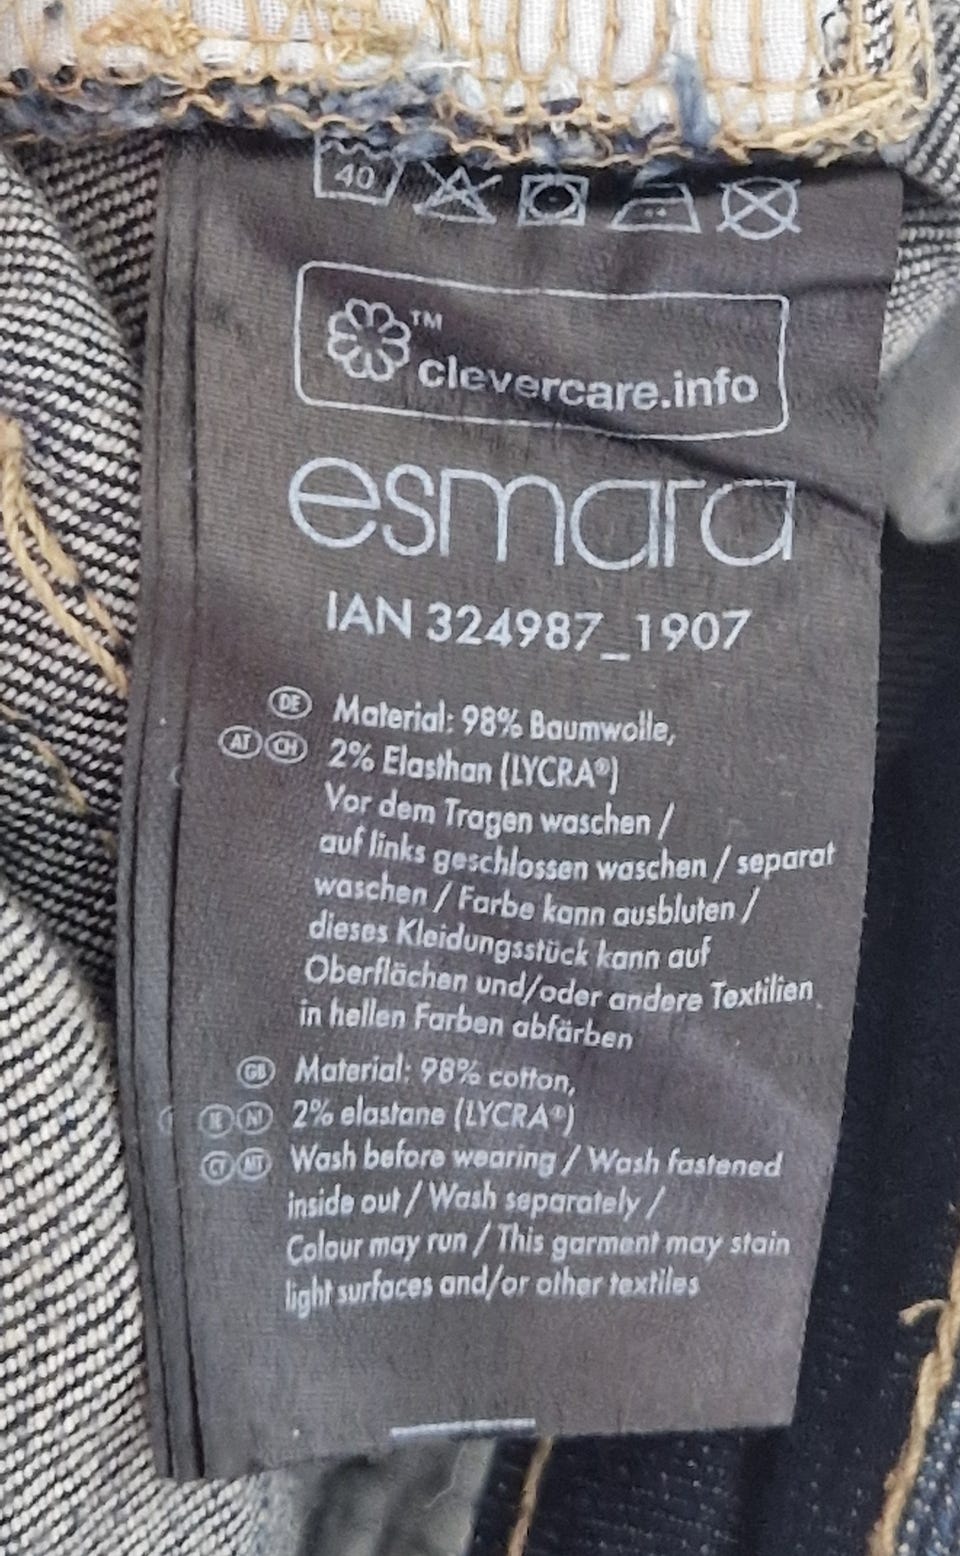 40
™
clevercare.info
esmara
IAN 324987_1907
DE Material: 98% Baumwolle,
AT CH 2% Elasthan (LYCRA®)
Vor dem Tragen waschen /
auf links geschlossen waschen / separat
waschen / Farbe kann ausbluten /
dieses Kleidungsstück kann auf
Oberflächen und/oder andere Textilien
in hellen Farben abfärben
GB Material: 98% cotton,
IE NI 2% elastane (LYCRA®)
CY MT Wash before wearing / Wash fastened
inside out / Wash separately /
Colour may run / This garment may stain
light surfaces and/or other textiles